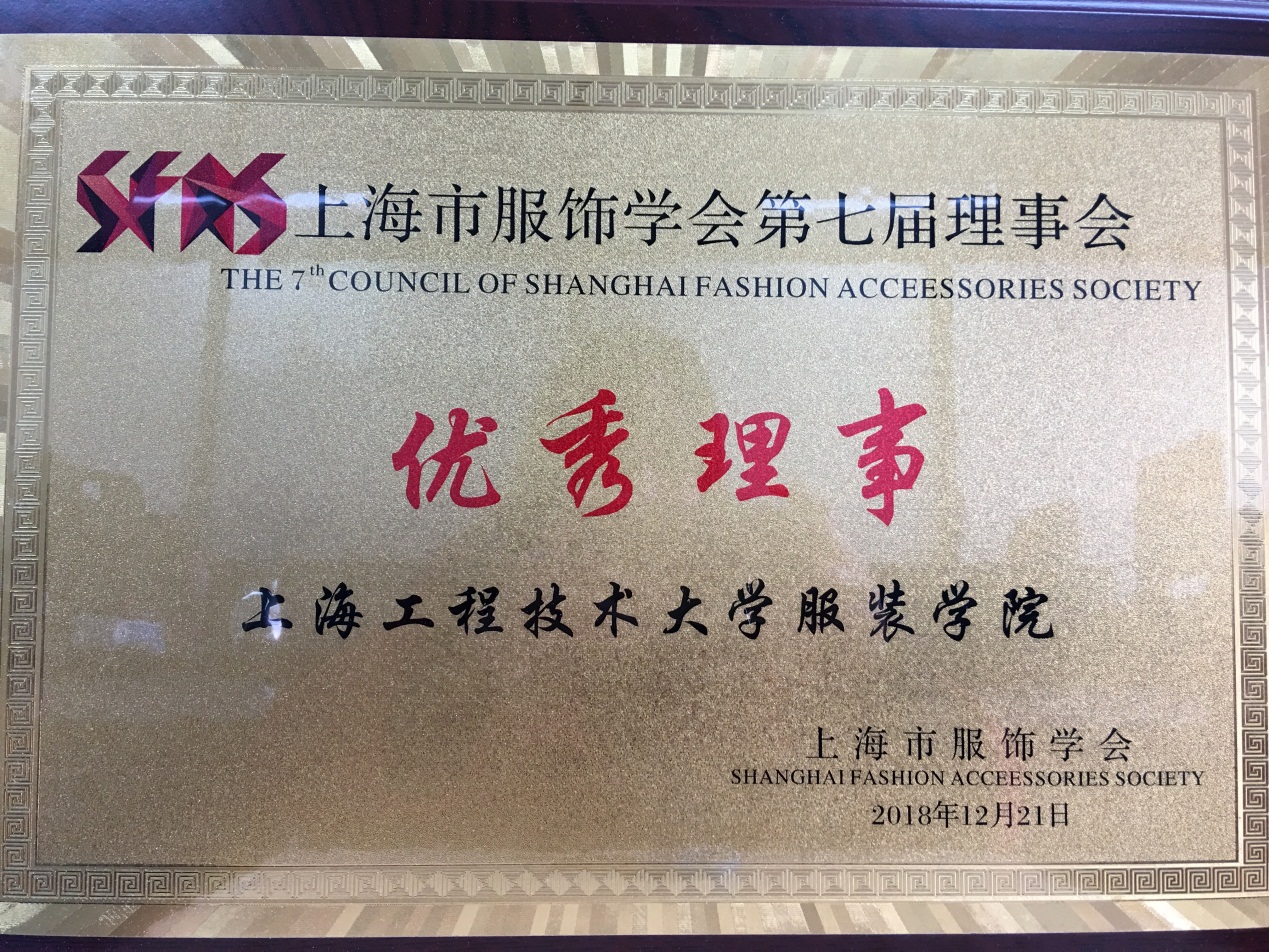 SFAS 上海市服饰学会第七届理事会
THE 7th COUNCIL OF SHANGHAI FASHION ACCEESSORIES SOCIETY
优秀理事
上海工程技术大学服装学院
上海市服饰学会
SHANGHAI FASHION ACCEESSORIES SOCIETY
2018年12月21日